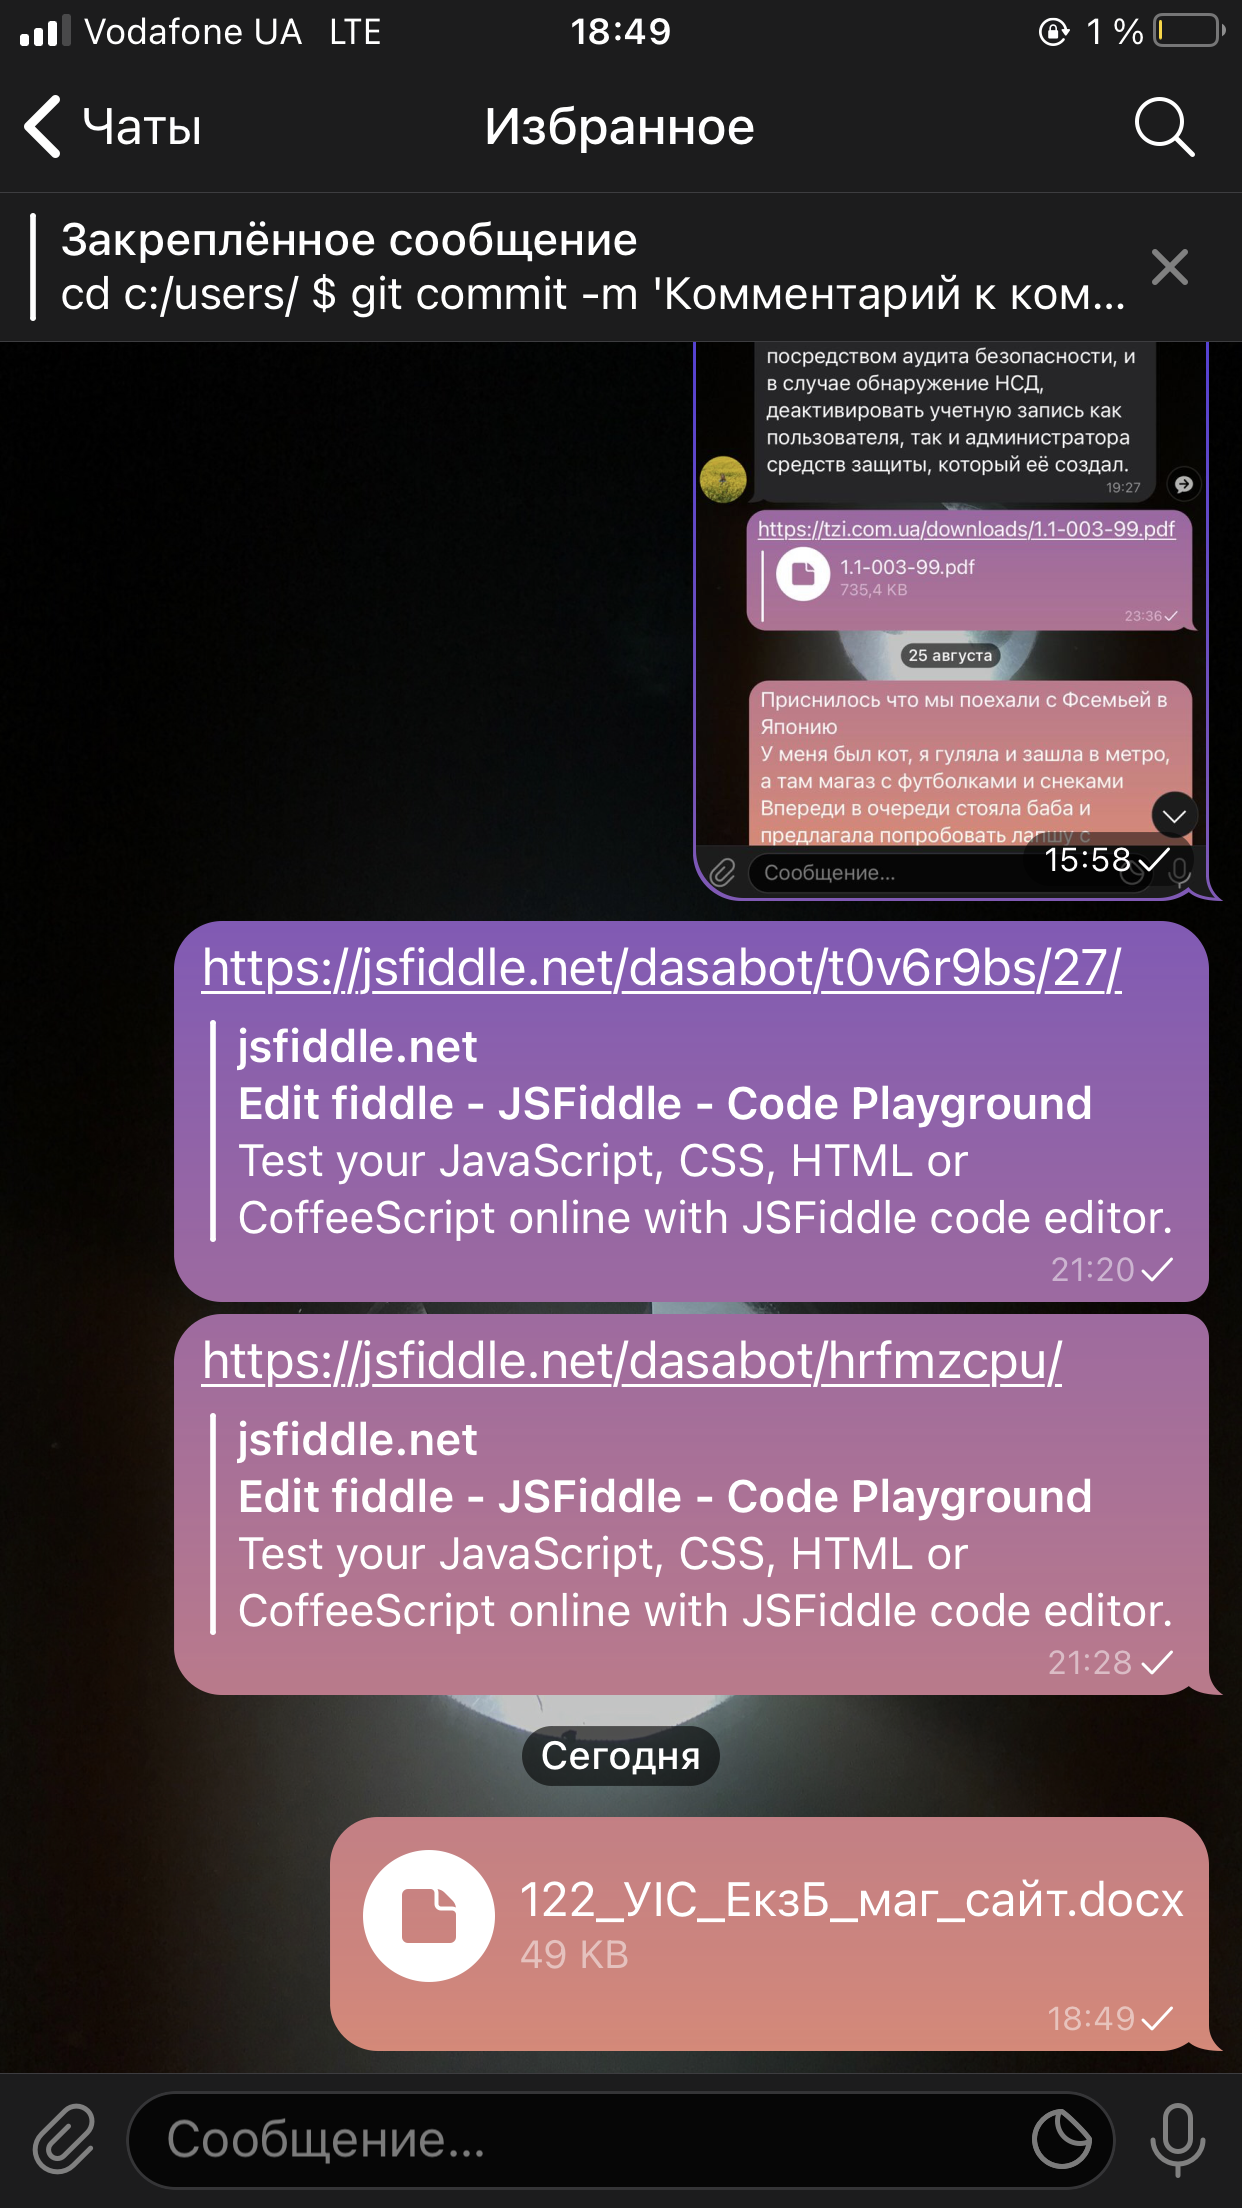 Vodafone UA LTE 18:49 1 %
Чаты Избранное
Закреплённое сообщение
cd c:/users/ $ git commit -m 'Комментарий к ком...
посредством аудита безопасности, и
в случае обнаружение НСД,
деактивировать учетную запись как
пользователя, так и администратора
средств защиты, который её создал.
19:27
https://tzi.com.ua/downloads/1.1-003-99.pdf
1.1-003-99.pdf
735,4 KB
23:36
25 августа
Приснилось что мы поехали с Фсемьей в
Японию
У меня был кот, я гуляла и зашла в метро,
а там магаз с футболками и снеками
Впереди в очереди стояла баба и
предлагала попробовать лапшу с
Сообщение...
15:58
https://jsfiddle.net/dasabot/t0v6r9bs/27/
jsfiddle.net
Edit fiddle - JSFiddle - Code Playground
Test your JavaScript, CSS, HTML or
CoffeeScript online with JSFiddle code editor.
21:20
https://jsfiddle.net/dasabot/hrfmzcpu/
jsfiddle.net
Edit fiddle - JSFiddle - Code Playground
Test your JavaScript, CSS, HTML or
CoffeeScript online with JSFiddle code editor.
21:28
Сегодня
122_УІС_ЕкзБ_маг_сайт.docx
49 KB
18:49
Сообщение...